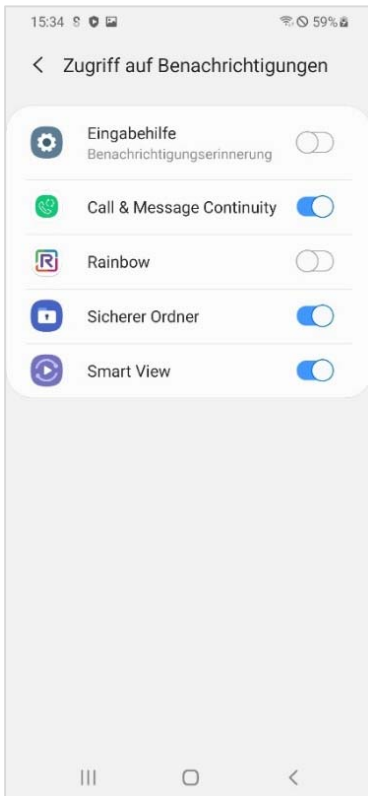 15:34 59%
Zugriff auf Benachrichtigungen
Eingabehilfe
Benachrichtigungserinnerung
Call & Message Continuity
R
Rainbow
Sicherer Ordner
Smart View